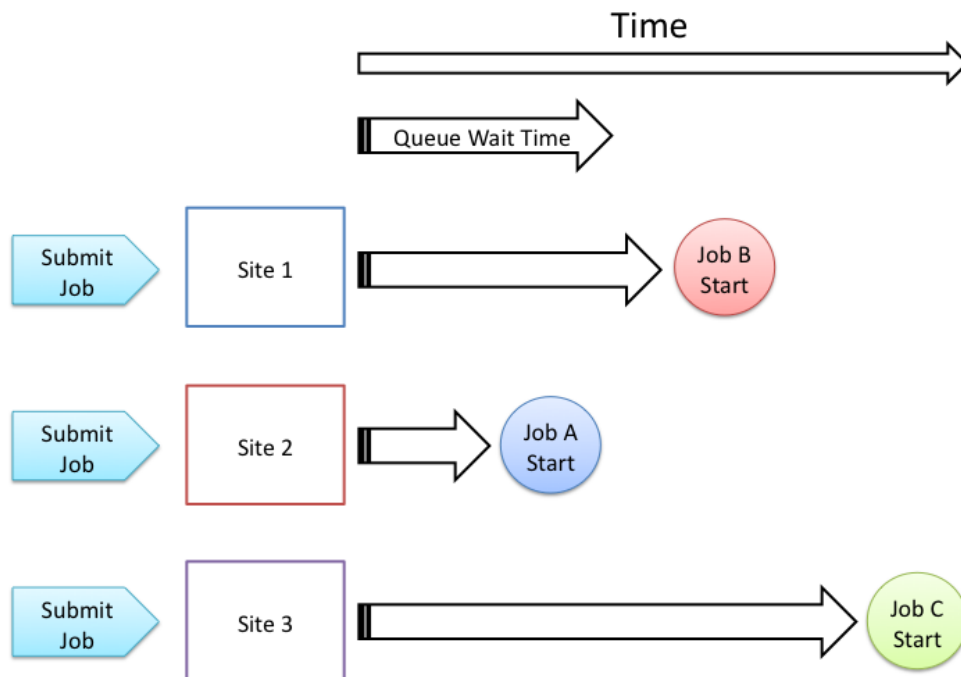 Time
Queue Wait Time
Submit
Job
Site 1
Job B
Start
Submit
Job
Site 2
Job A
Start
Submit
Job
Site 3
Job C
Start